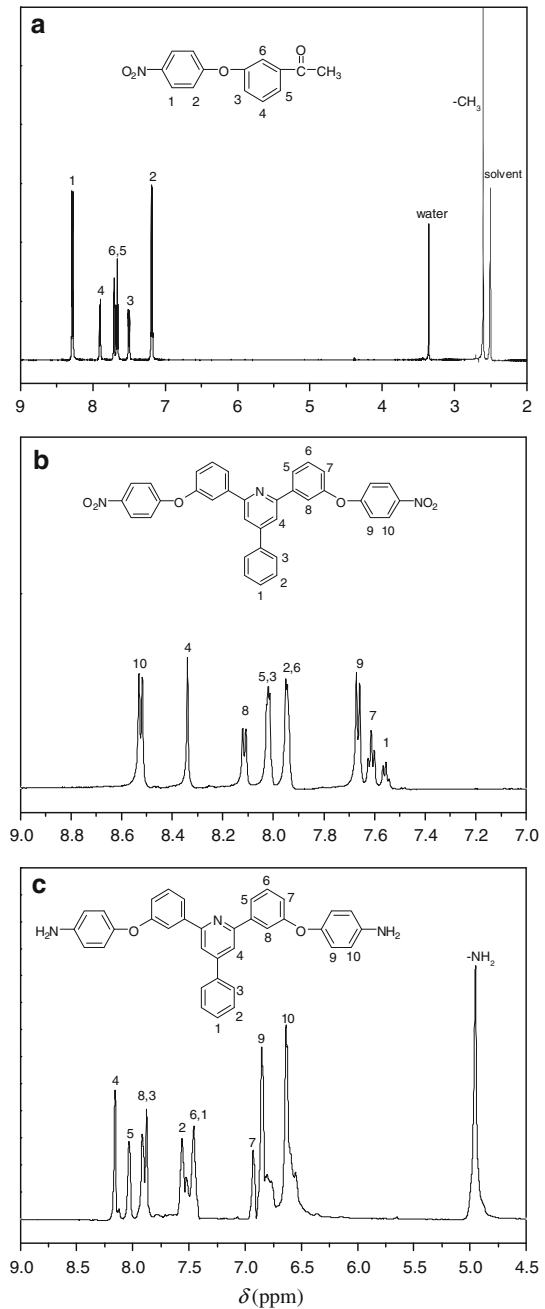 a
O₂N O O CH₃
1 2 3 4 5 6
-CH₃
solvent
water
1 4 6,5 3 2
9 8 7 6 5 4 3 2
b
O₂N O N O NO₂
1 2 3 4 5 6 7 8 9 10
10 4 8 5,3 2,6 9 7 1
9.0 8.8 8.6 8.4 8.2 8.0 7.8 7.6 7.4 7.2 7.0
c
H₂N O N O NH₂
1 2 3 4 5 6 7 8 9 10
-NH₂
4 5 8,3 2 6,1 7 9 10
9.0 8.5 8.0 7.5 7.0 6.5 6.0 5.5 5.0 4.5
δ(ppm)